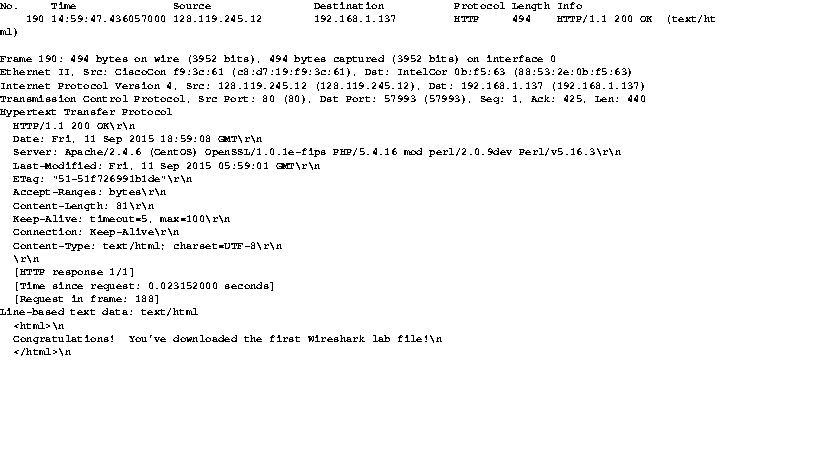 No. Time Source Destination Protocol Length Info
190 14:59:47.436057000 128.119.245.12 192.168.1.137 HTTP 494 HTTP/1.1 200 OK (text/ht
ml)
Frame 190: 494 bytes on wire (3952 bits), 494 bytes captured (3952 bits) on interface 0
Ethernet II, Src: CiscoCon f9:3c:61 (c8:d7:19:f9:3c:61), Dst: IntelCor 0b:f5:63 (88:53:2e:0b:f5:63)
Internet Protocol Version 4, Src: 128.119.245.12 (128.119.245.12), Dst: 192.168.1.137 (192.168.1.137)
Transmission Control Protocol, Src Port: 80 (80), Dst Port: 57993 (57993), Seq: 1, Ack: 425, Len: 440
Hypertext Transfer Protocol
HTTP/1.1 200 OK\r\n
Date: Fri, 11 Sep 2015 18:59:08 GMT\r\n
Server: Apache/2.4.6 (CentOS) OpenSSL/1.0.1e-fips PHP/5.4.16 mod perl/2.0.9dev Perl/v5.16.3\r\n
Last-Modified: Fri, 11 Sep 2015 05:59:01 GMT\r\n
ETag: "51-51f726991b1de"\r\n
Accept-Ranges: bytes\r\n
Content-Length: 81\r\n
Keep-Alive: timeout=5, max=100\r\n
Connection: Keep-Alive\r\n
Content-Type: text/html; charset=UTF-8\r\n
\r\n
[HTTP response 1/1]
[Time since request: 0.023152000 seconds]
[Request in frame: 188]
Line-based text data: text/html
<html>\n
Congratulations! You've downloaded the first Wireshark lab file!\n
</html>\n